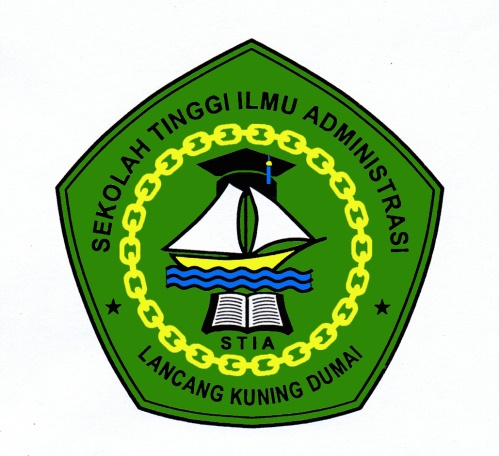 SEKOLAH TINGGI ILMU ADMINISTRASI
STIA
LANCANG KUNING DUMAI